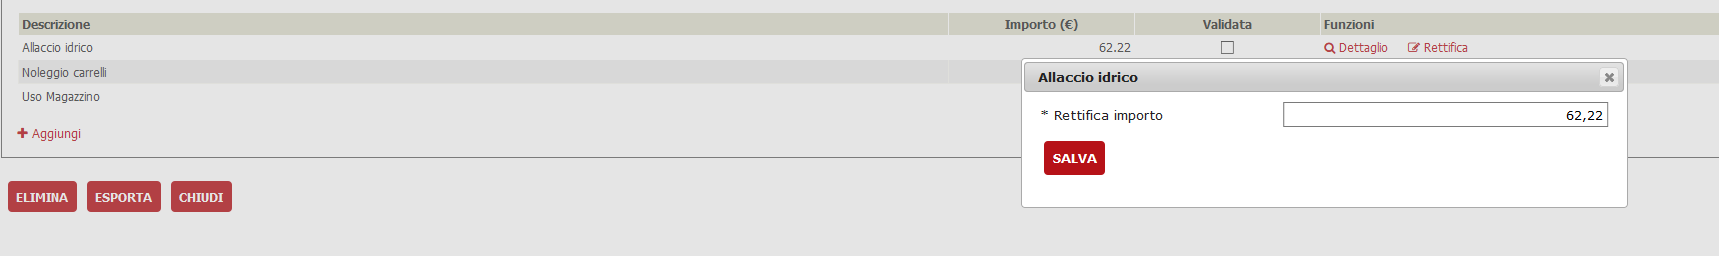 Descrizione Importo (€) Validata Funzioni
Allaccio idrico 62.22 Dettaglio Rettifica
Noleggio carrelli
Uso Magazzino
Aggiungi
Allaccio idrico
* Rettifica importo 62,22
SALVA
ELIMINA ESPORTA CHIUDI